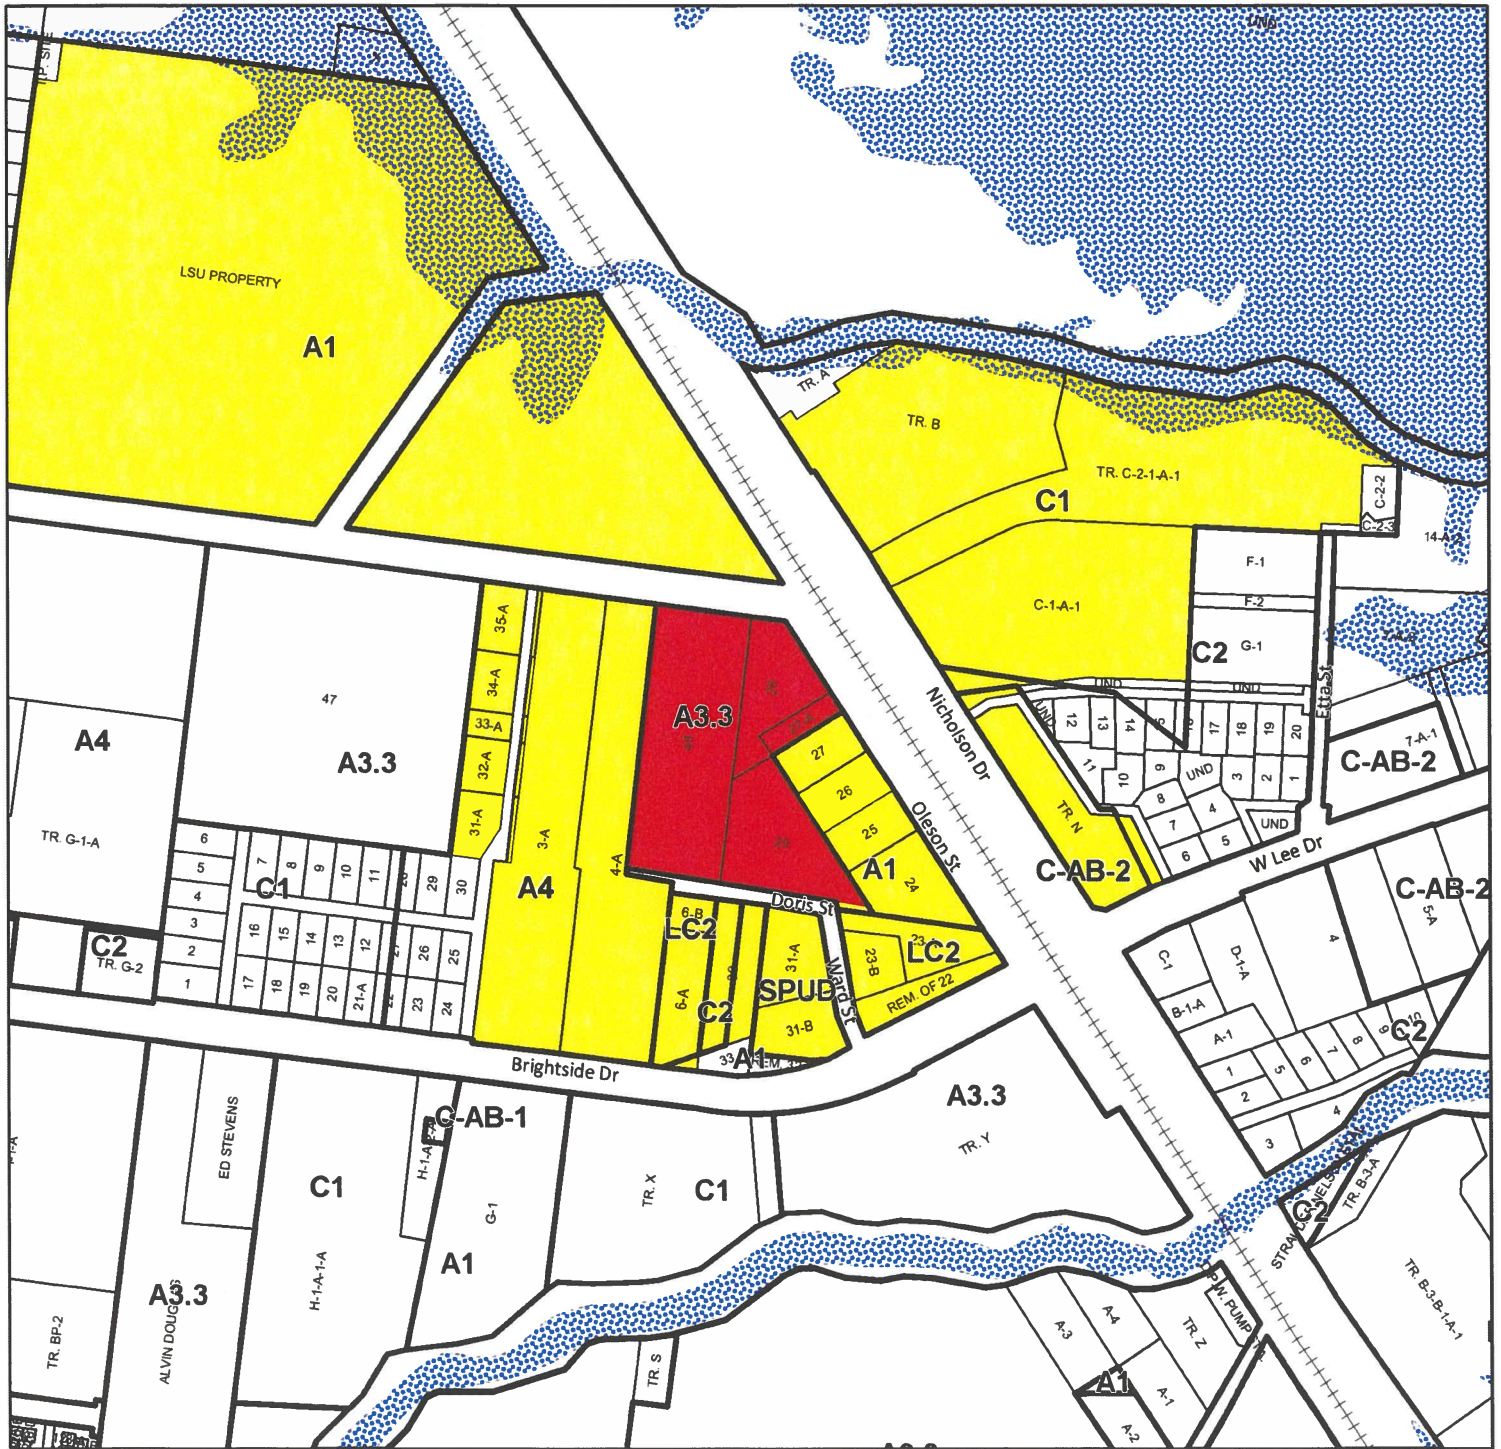 UND
LSU PROPERTY
A1
TR. A
TR. B
TR. C-2-1-A-1
C1
C-2-2
C-2-3
F-1
F-2
C-1-A-1
G-1
C2
UND
UND
UND
Etta St
35-A
34-A
33-A
32-A
31-A
47
A3.3
A4
TR. G-1-A
A3.3
3-A
4-A
A4
27
26
25
24
A1
Oleson St
Nicholson Dr
TR. N
C-AB-2
12
13
14
17
18
19
20
11
10
9
UND
3
2
1
8
4
7
5
6
UND
7-A-1
C-AB-2
W Lee Dr
C-AB-2
5-A
6
5
4
3
2
1
7
8
9
10
11
29
30
C1
16
15
14
13
12
26
25
17
18
19
20
21-A
22
23
24
C2
TR. G-2
Doris St
6-B
LC2
6-A
C2
31-A
SPUD
31-B
Ward St
23-B
LC2
REM. OF 22
33
A1
Brightside Dr
C-1
D-1-A
4
B-1-A
A-1
1
2
3
5
6
7
8
9
10
4
C2
A3.3
TR. Y
ED STEVENS
C-AB-1
C1
G-1
A1
H-1-A-1-A
TR. X
C1
A3.3
TR. BP-2
TR. S
TR. B-3-A
C2
TR. B-3-B-1-A-1
A-3
A-4
TR. Z
A1
A-1
A-2